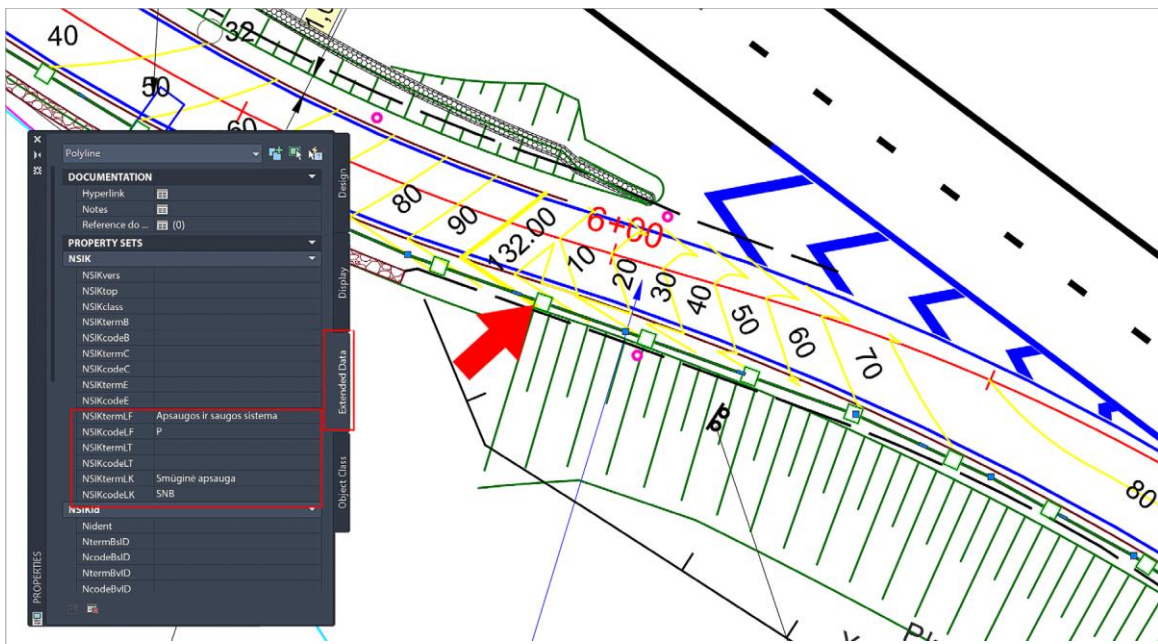 40
32
1,0
50
60
80
90
132.00
6+00
10
20
30
40
50
60
70
80
Polyline
DOCUMENTATION
Hyperlink
Notes
Reference do ... (0)
PROPERTY SETS
NSIK
NSIKvers
NSIKtop
NSIKclass
NSIKtermB
NSIKcodeB
NSIKtermC
NSIKcodeC
NSIKtermE
NSIKcodeE
NSIKtermLF Apsaugos ir saugos sistema
NSIKcodeLF P
NSIKtermLT
NSIKcodeLT
NSIKtermLK Smūginė apsauga
NSIKcodeLK SNB
NSIKid
Nident
NtermBsID
NcodeBsID
NtermBvID
NcodeBvID
Design
Display
Extended Data
Object Class
PROPERTIES